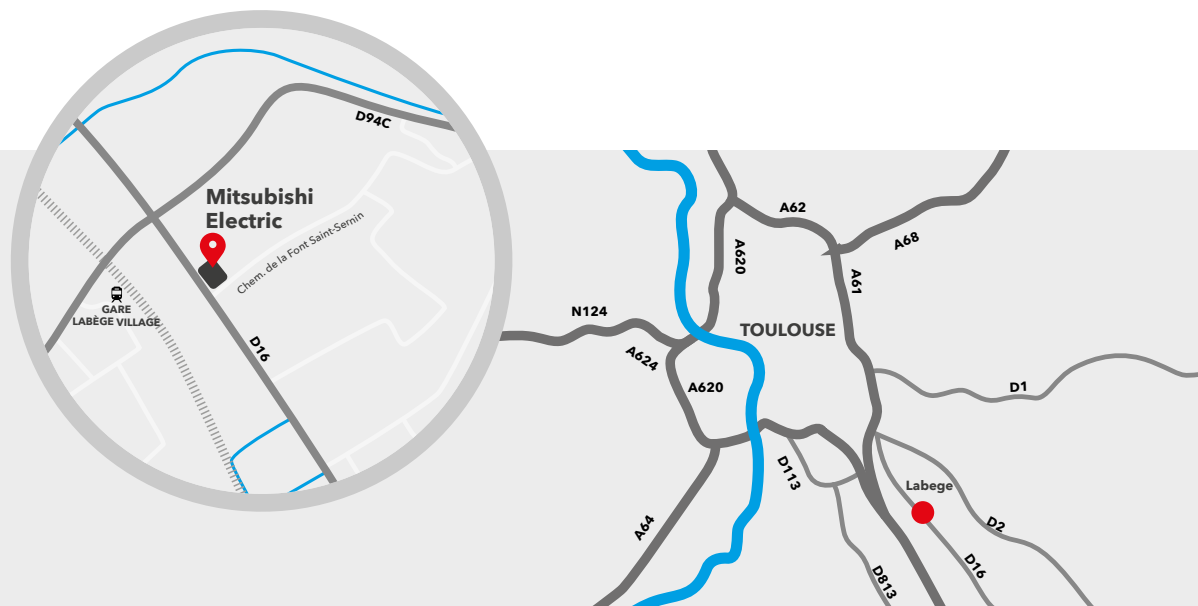 D94C
Mitsubishi
Electric
Chem. de la Font Saint-Sernin
GARE
LABÈGE VILLAGE
D16
A62
A68
A620
A61
N124
TOULOUSE
A624
A620
D1
D113
Labege
A64
D2
D16
D813